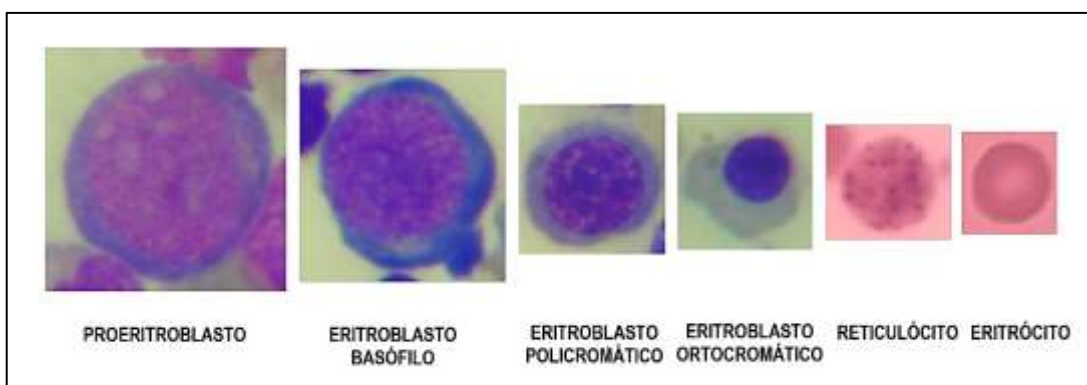 PROERITROBLASTO
ERITROBLASTO
BASÓFILO
ERITROBLASTO
POLICROMÁTICO
ERITROBLASTO
ORTOCROMÁTICO
RETICULÓCITO
ERITRÓCITO